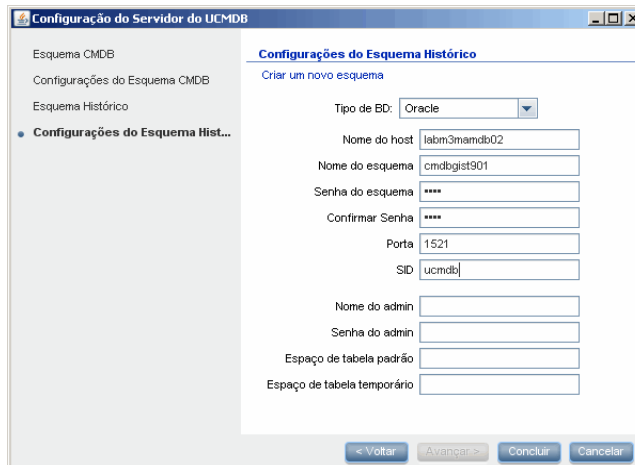 Configuração do Servidor do UCMDB
Esquema CMDB
Configurações do Esquema CMDB
Esquema Histórico
Configurações do Esquema Hist...
Configurações do Esquema Histórico
Criar um novo esquema
Tipo de BD: Oracle
Nome do host labm3mamdb02
Nome do esquema cmdbgist901
Senha do esquema ••••
Confirmar Senha ••••
Porta 1521
SID ucmdb
Nome do admin
Senha do admin
Espaço de tabela padrão
Espaço de tabela temporário
< Voltar Avançar > Concluir Cancelar